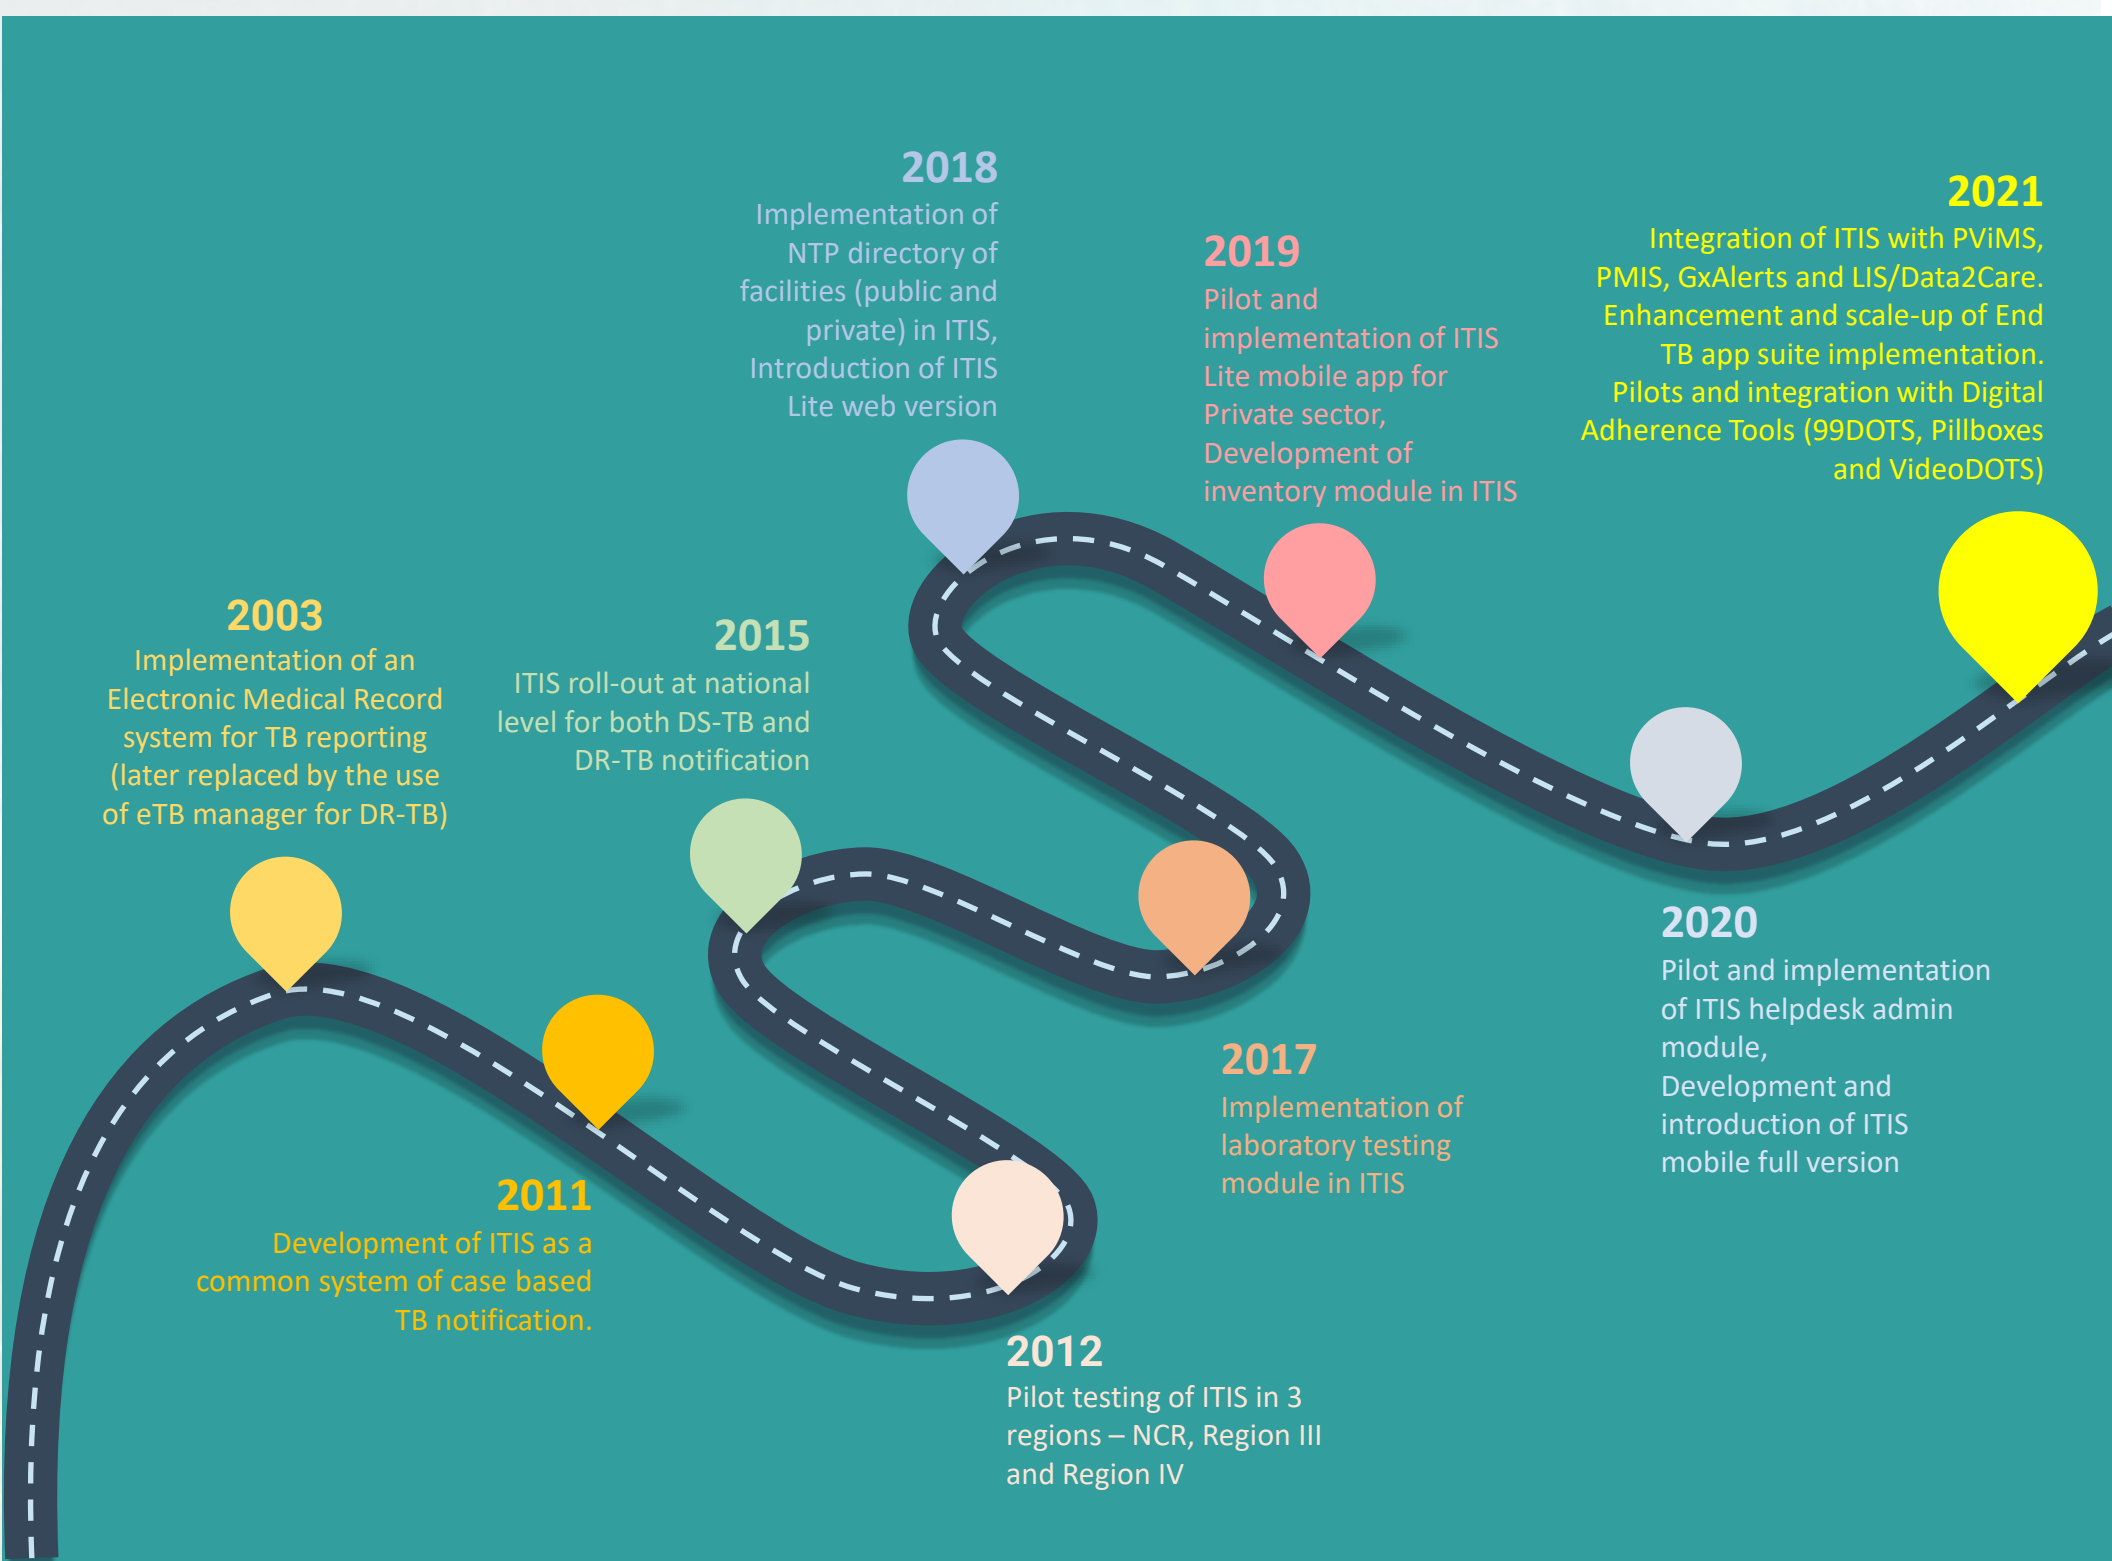 2018
Implementation of
NTP directory of
facilities (public and
private) in ITIS,
Introduction of ITIS
Lite web version
2019
Pilot and
implementation of ITIS
Lite mobile app for
Private sector,
Development of
inventory module in ITIS
2021
Integration of ITIS with PViMS,
PMIS, GxAlerts and LIS/Data2Care.
Enhancement and scale-up of End
TB app suite implementation.
Pilots and integration with Digital
Adherence Tools (99DOTS, Pillboxes
and VideoDOTS)
2003
Implementation of an
Electronic Medical Record
system for TB reporting
(later replaced by the use
of eTB manager for DR-TB)
2015
ITIS roll-out at national
level for both DS-TB and
DR-TB notification
2020
Pilot and implementation
of ITIS helpdesk admin
module,
Development and
introduction of ITIS
mobile full version
2017
Implementation of
laboratory testing
module in ITIS
2011
Development of ITIS as a
common system of case based
TB notification.
2012
Pilot testing of ITIS in 3
regions – NCR, Region III
and Region IV